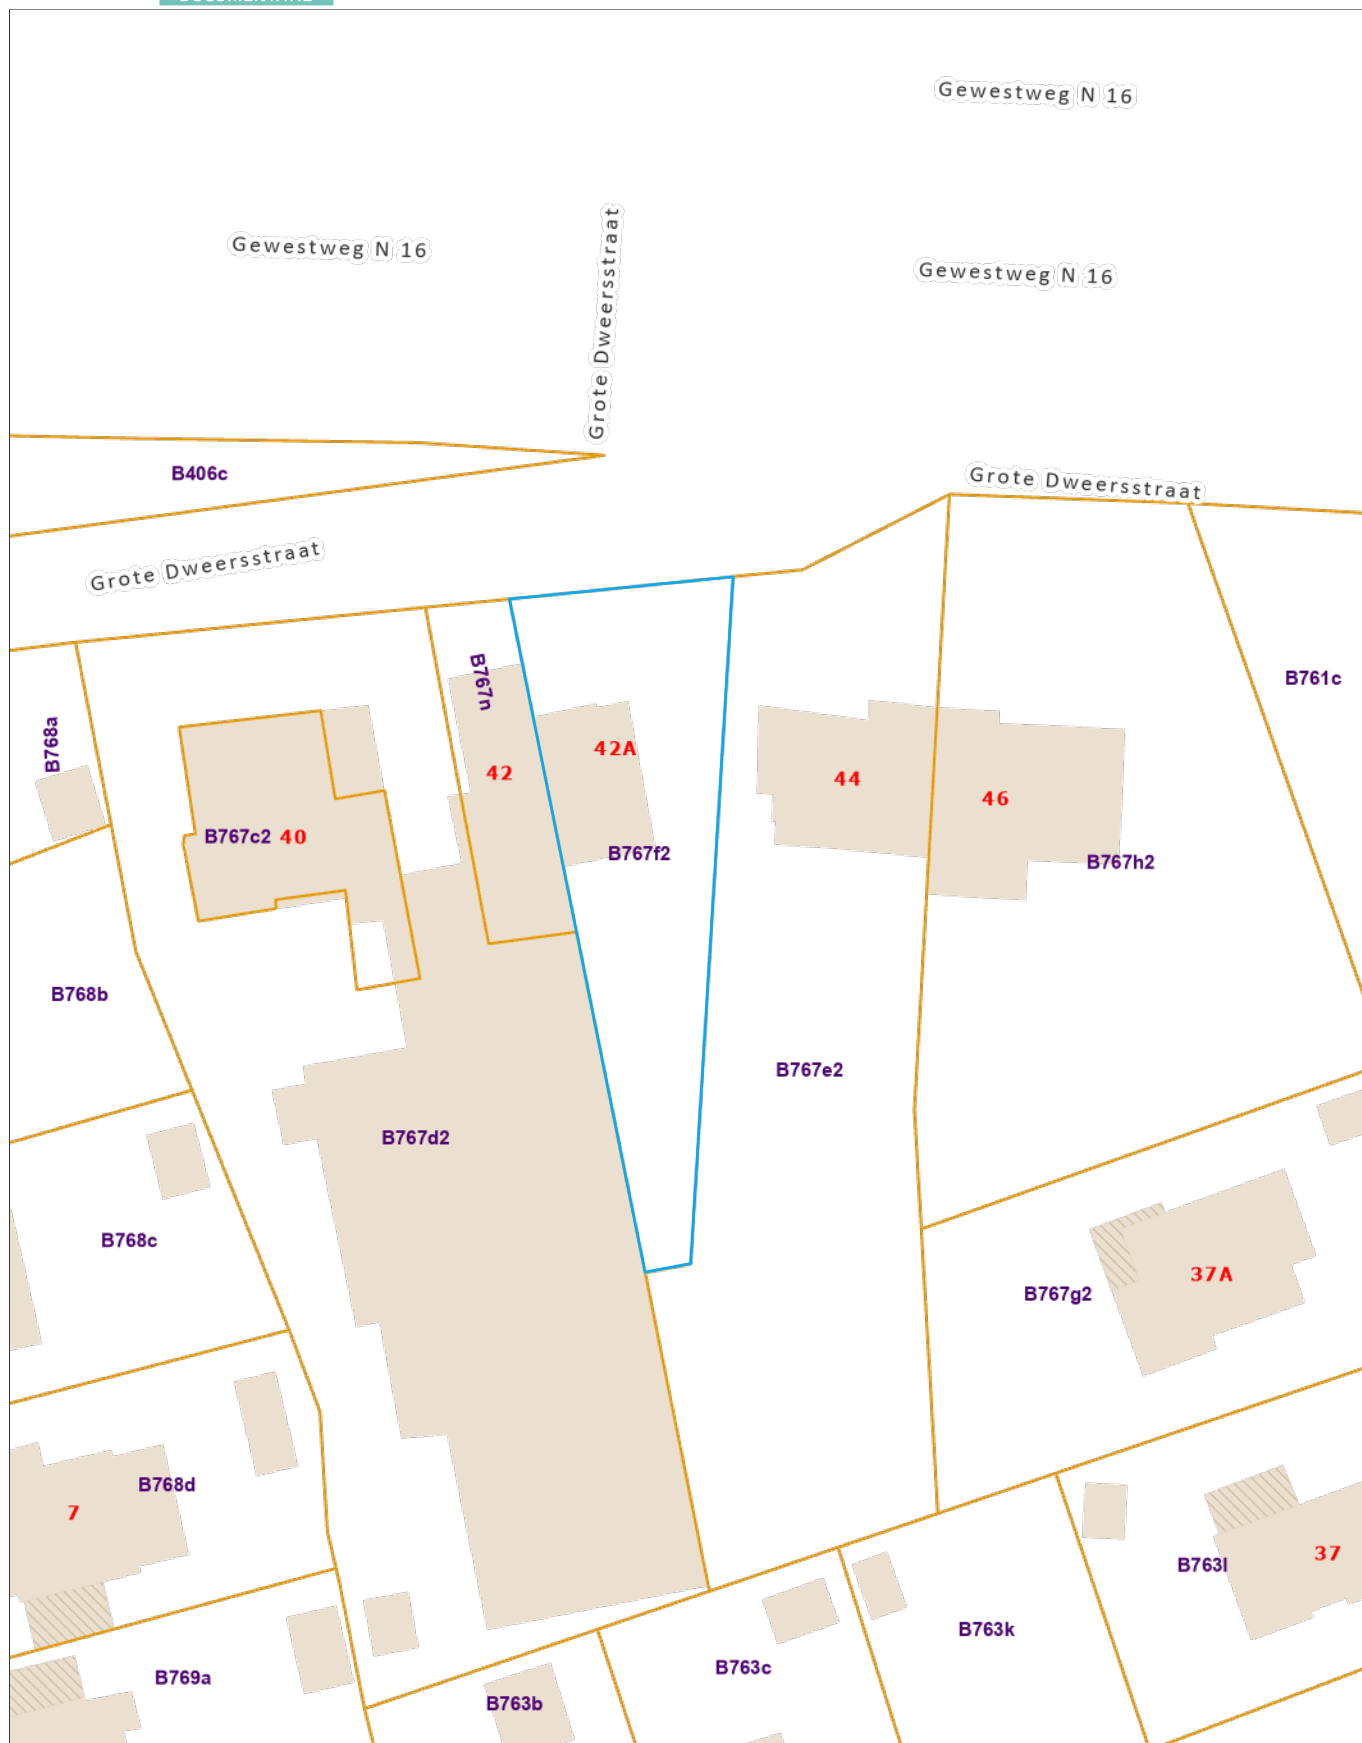 Gewestweg N 16
Gewestweg N 16
Grote Dweersstraat
Gewestweg N 16
B406c
Grote Dweersstraat
Grote Dweersstraat
B767n
B761c
B768a
42A
42
44
46
B767c2
40
B767f2
B767h2
B768b
B767e2
B767d2
B768c
37A
B767g2
B768d
7
37
B763l
B763k
B763c
B769a
B763b